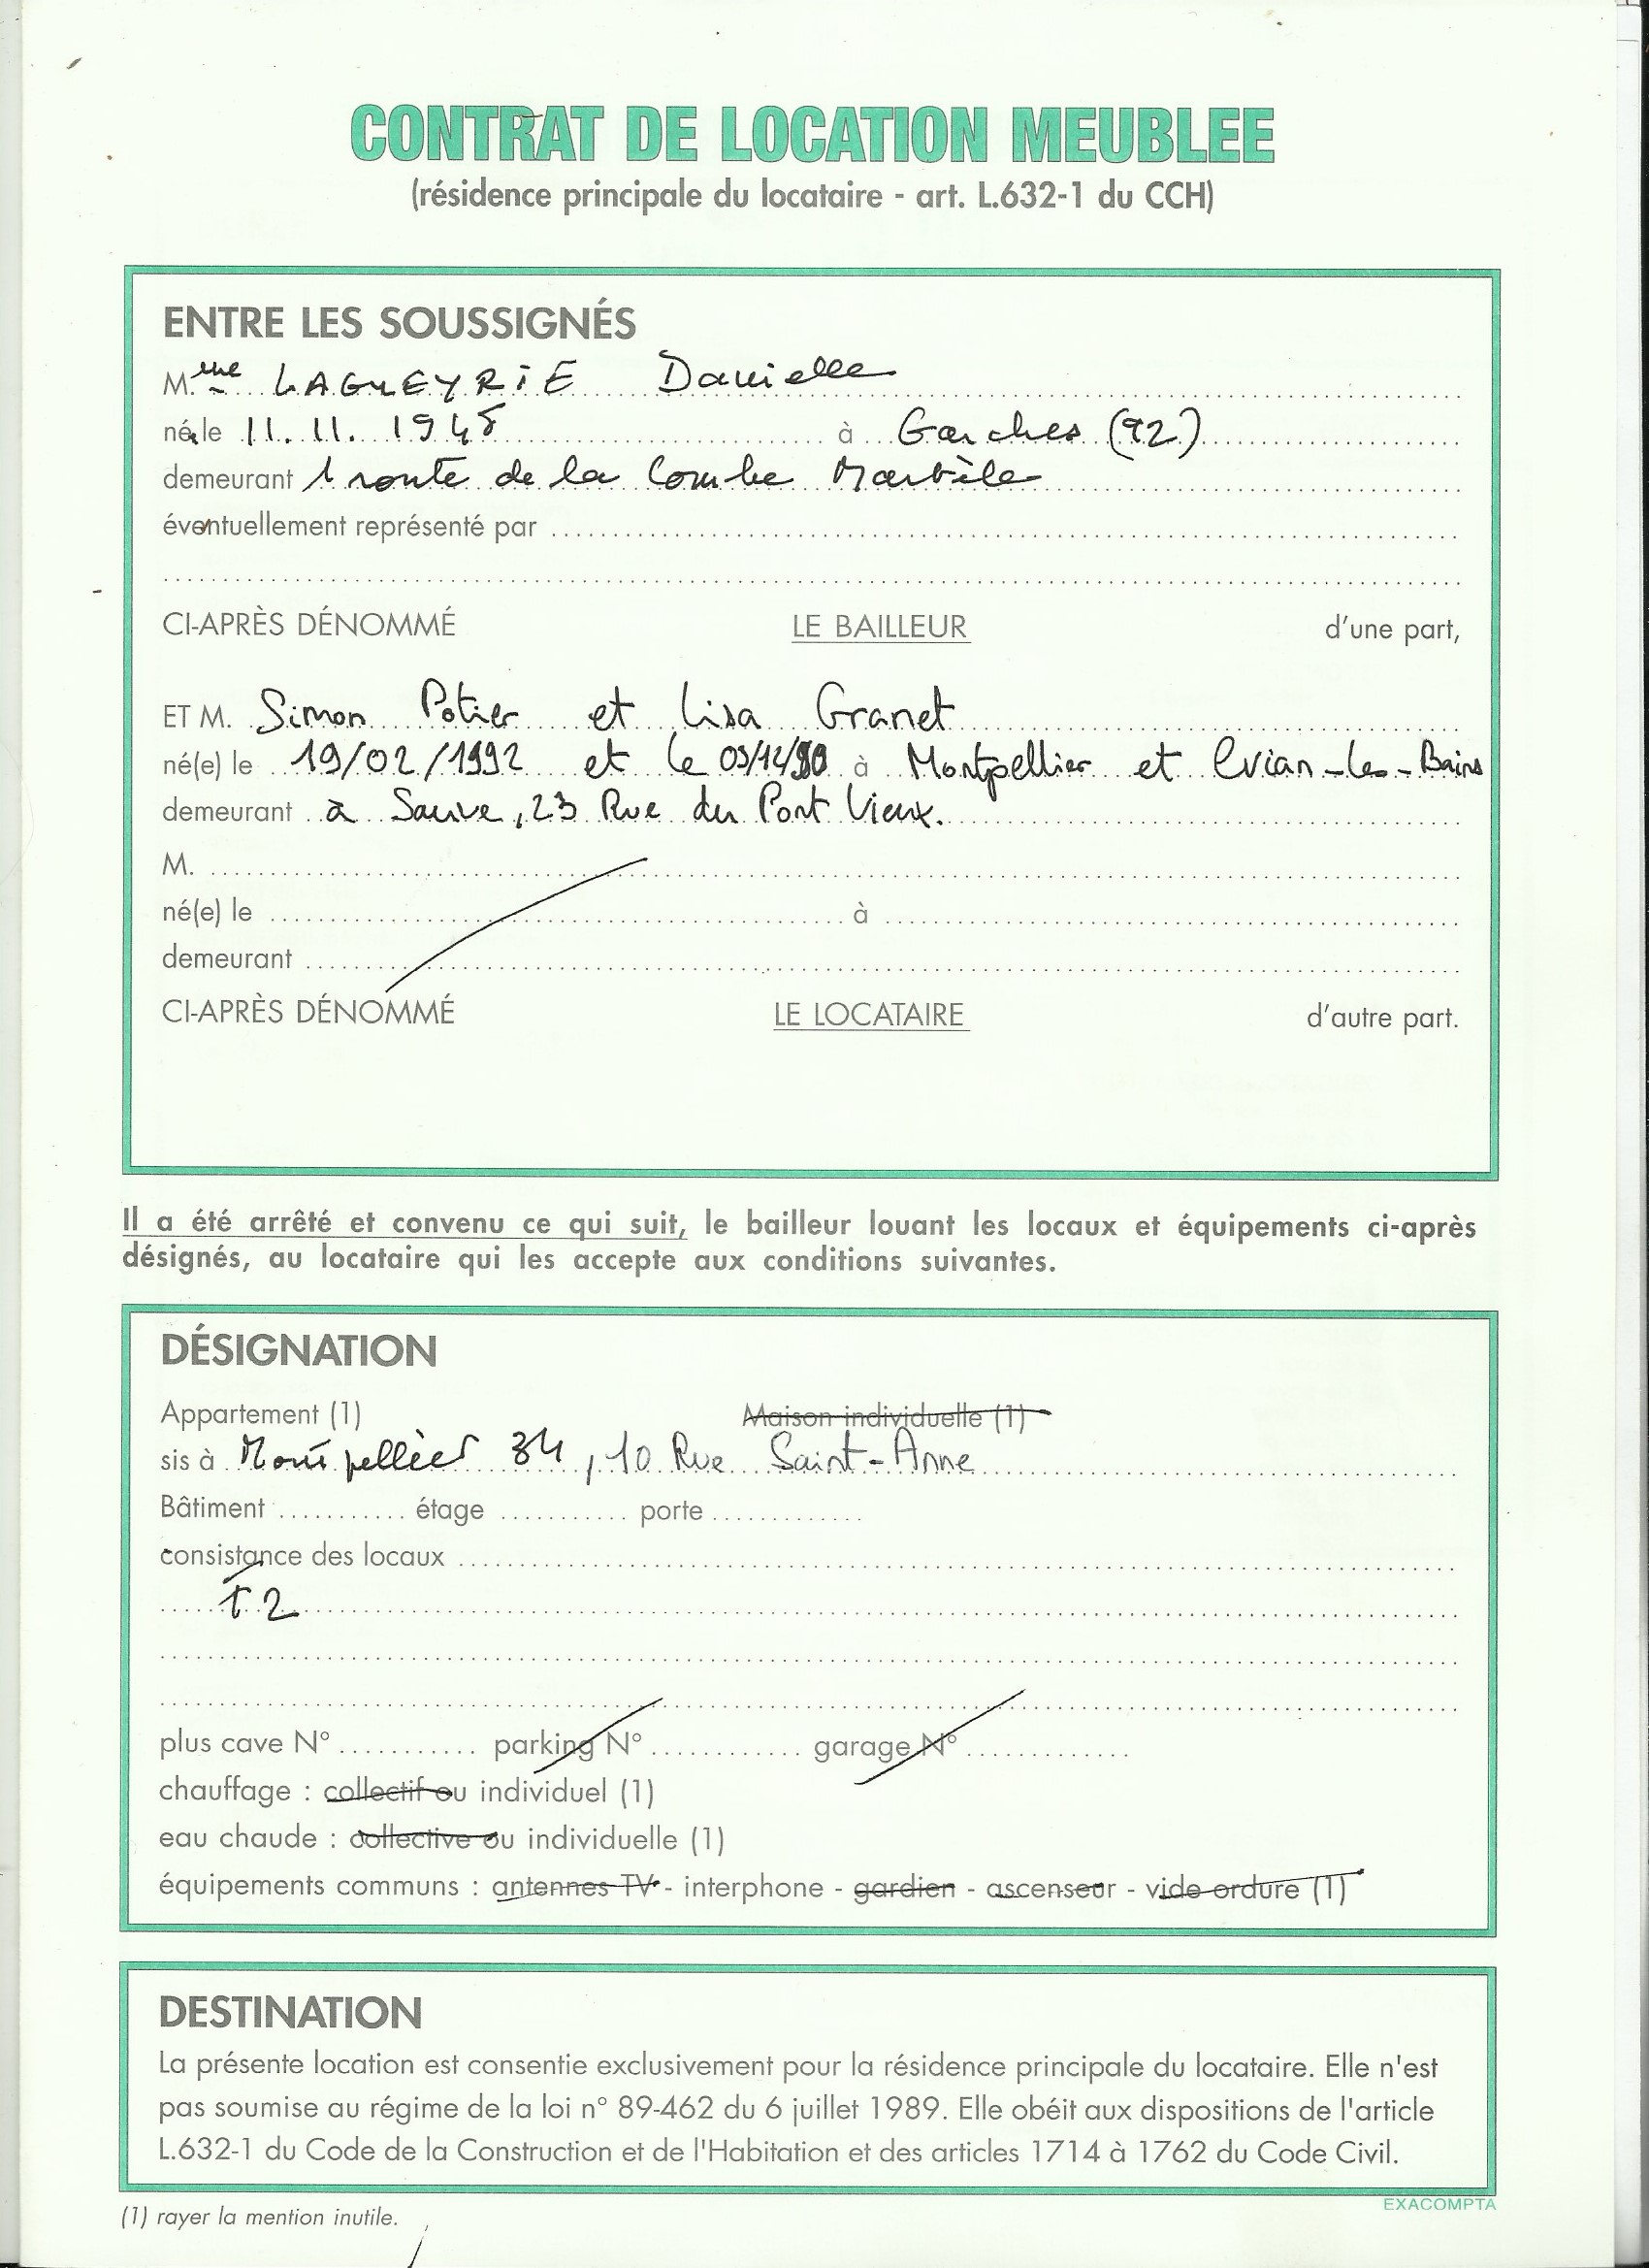 CONTRAT DE LOCATION MEUBLEE
(résidence principale du locataire - art. L.632-1 du CCH)
ENTRE LES SOUSSIGNÉS
M.me LAGLEYRIE Danielle
née le 11.11.1948 à Garches (92)
demeurant 1 route de la Combe
éventuellement représenté par
CI-APRÈS DÉNOMMÉ LE BAILLEUR d'une part,
ET M. Simon Potier et Lisa Granet
né(e) le 19/02/1992 et le à Montpellier et Evian-les-Bains
demeurant à Sauve, 23 Rue du Pont Vieux.
M.
né(e) le à
demeurant
CI-APRÈS DÉNOMMÉ LE LOCATAIRE d'autre part.
Il a été arrêté et convenu ce qui suit, le bailleur louant les locaux et équipements ci-après
désignés, au locataire qui les accepte aux conditions suivantes.
DÉSIGNATION
Appartement (1) Maison individuelle (1)
sis à Montpellier 34, 10 Rue Saint-Anne
Bâtiment étage porte
consistance des locaux
T2
plus cave N° parking N° garage N°
chauffage : collectif ou individuel (1)
eau chaude : collective ou individuelle (1)
équipements communs : antennes TV - interphone - gardien - ascenseur - vide ordure (1)
DESTINATION
La présente location est consentie exclusivement pour la résidence principale du locataire. Elle n'est
pas soumise au régime de la loi n° 89-462 du 6 juillet 1989. Elle obéit aux dispositions de l'article
L.632-1 du Code de la Construction et de l'Habitation et des articles 1714 à 1762 du Code Civil.
EXACOMPTA
(1) rayer la mention inutile.